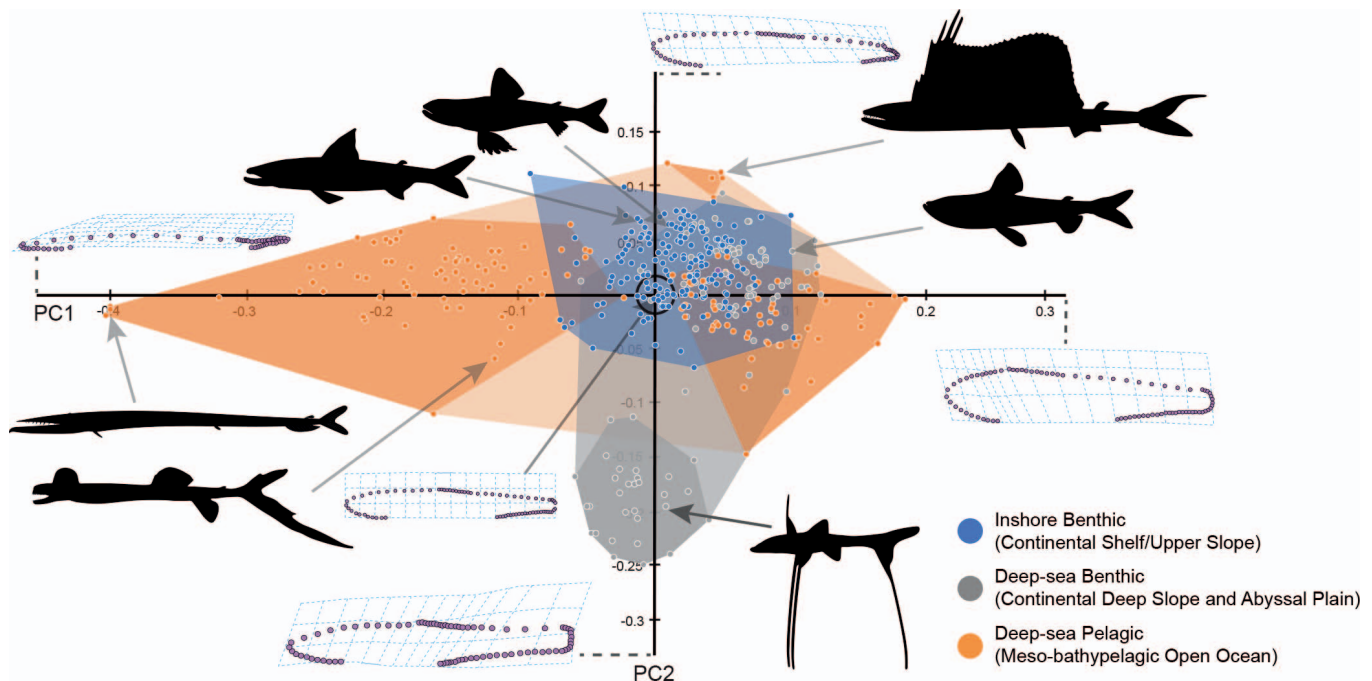 0.15
0.1
0.05
PC1
-0.4
-0.3
-0.2
-0.1
0.1
0.2
0.3
-0.05
-0.1
-0.15
-0.2
-0.25
-0.3
PC2
Inshore Benthic
(Continental Shelf/Upper Slope)
Deep-sea Benthic
(Continental Deep Slope and Abyssal Plain)
Deep-sea Pelagic
(Meso-bathypelagic Open Ocean)